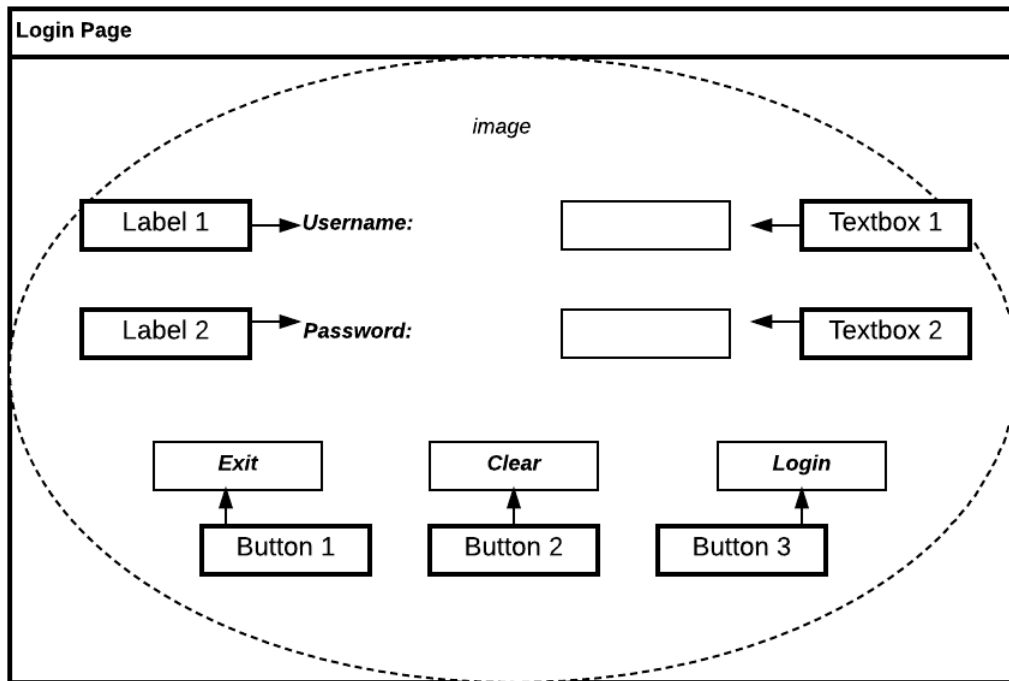 Login Page
image
Label 1 Username: Textbox 1
Label 2 Password: Textbox 2
Exit Clear Login
Button 1 Button 2 Button 3